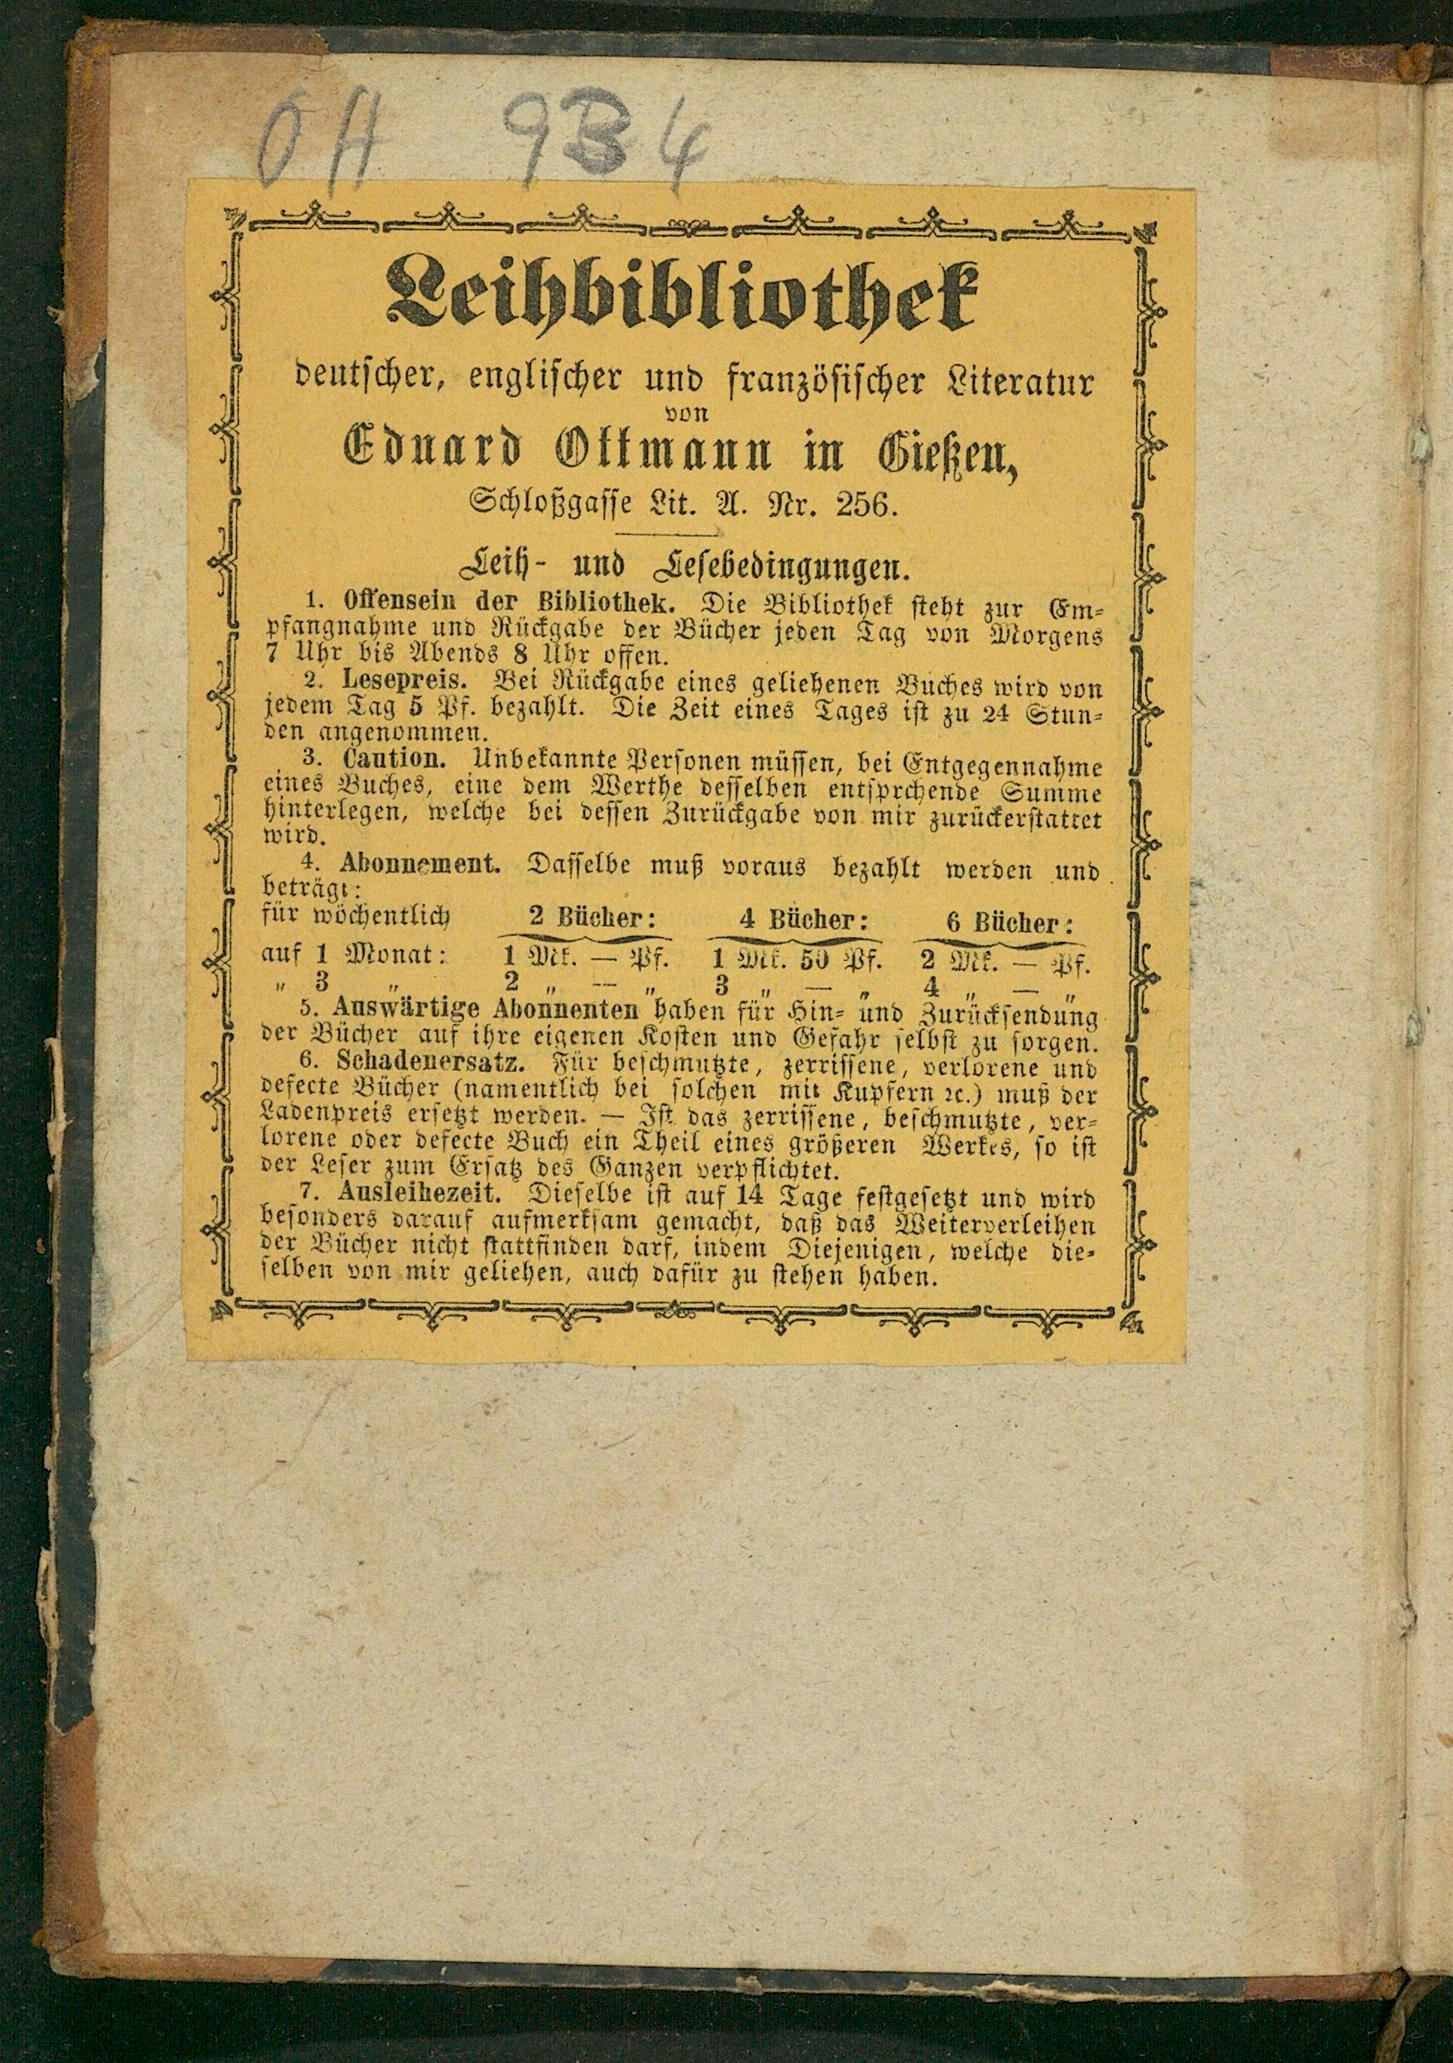 OH 9B4
Leihbibliothek
deutscher, englischer und französischer Literatur
von
Eduard Ottmann in Gießen,
Schloßgasse Lit. A. Nr. 256.
Leih- und Lesebedingungen.
1. Offensein der Bibliothek. Die Bibliothek steht zur Em-
pfangnahme und Rückgabe der Bücher jeden Tag von Morgens
7 Uhr bis Abends 8 Uhr offen.
2. Lesepreis. Bei Rückgabe eines geliehenen Buches wird von
jedem Tag 5 Pf. bezahlt. Die Zeit eines Tages ist zu 24 Stun-
den angenommen.
3. Caution. Unbekannte Personen müssen, bei Entgegennahme
eines Buches, eine dem Werthe desselben entsprchende Summe
hinterlegen, welche bei dessen Zurückgabe von mir zurückerstattet
wird.
4. Abonnement. Dasselbe muß voraus bezahlt werden und
beträgt:
für wöchentlich 2 Bücher: 4 Bücher: 6 Bücher:
auf 1 Monat: 1 Mk. — Pf. 1 Mk. 50 Pf. 2 Mk. — Pf.
„ 3 „ 2 „ — „ 3 „ — „ 4 „ — „
5. Auswärtige Abonnenten haben für Hin- und Zurücksendung
der Bücher auf ihre eigenen Kosten und Gefahr selbst zu sorgen.
6. Schadenersatz. Für beschmutzte, zerrissene, verlorene und
defecte Bücher (namentlich bei solchen mit Kupfern ꝛc.) muß der
Ladenpreis ersetzt werden. — Ist das zerrissene, beschmutzte, ver-
lorene oder defecte Buch ein Theil eines größeren Werkes, so ist
der Leser zum Ersatz des Ganzen verpflichtet.
7. Ausleihezeit. Dieselbe ist auf 14 Tage festgesetzt und wird
besonders darauf aufmerksam gemacht, daß das Weiterverleihen
der Bücher nicht stattfinden darf, indem Diejenigen, welche die-
selben von mir geliehen, auch dafür zu stehen haben.